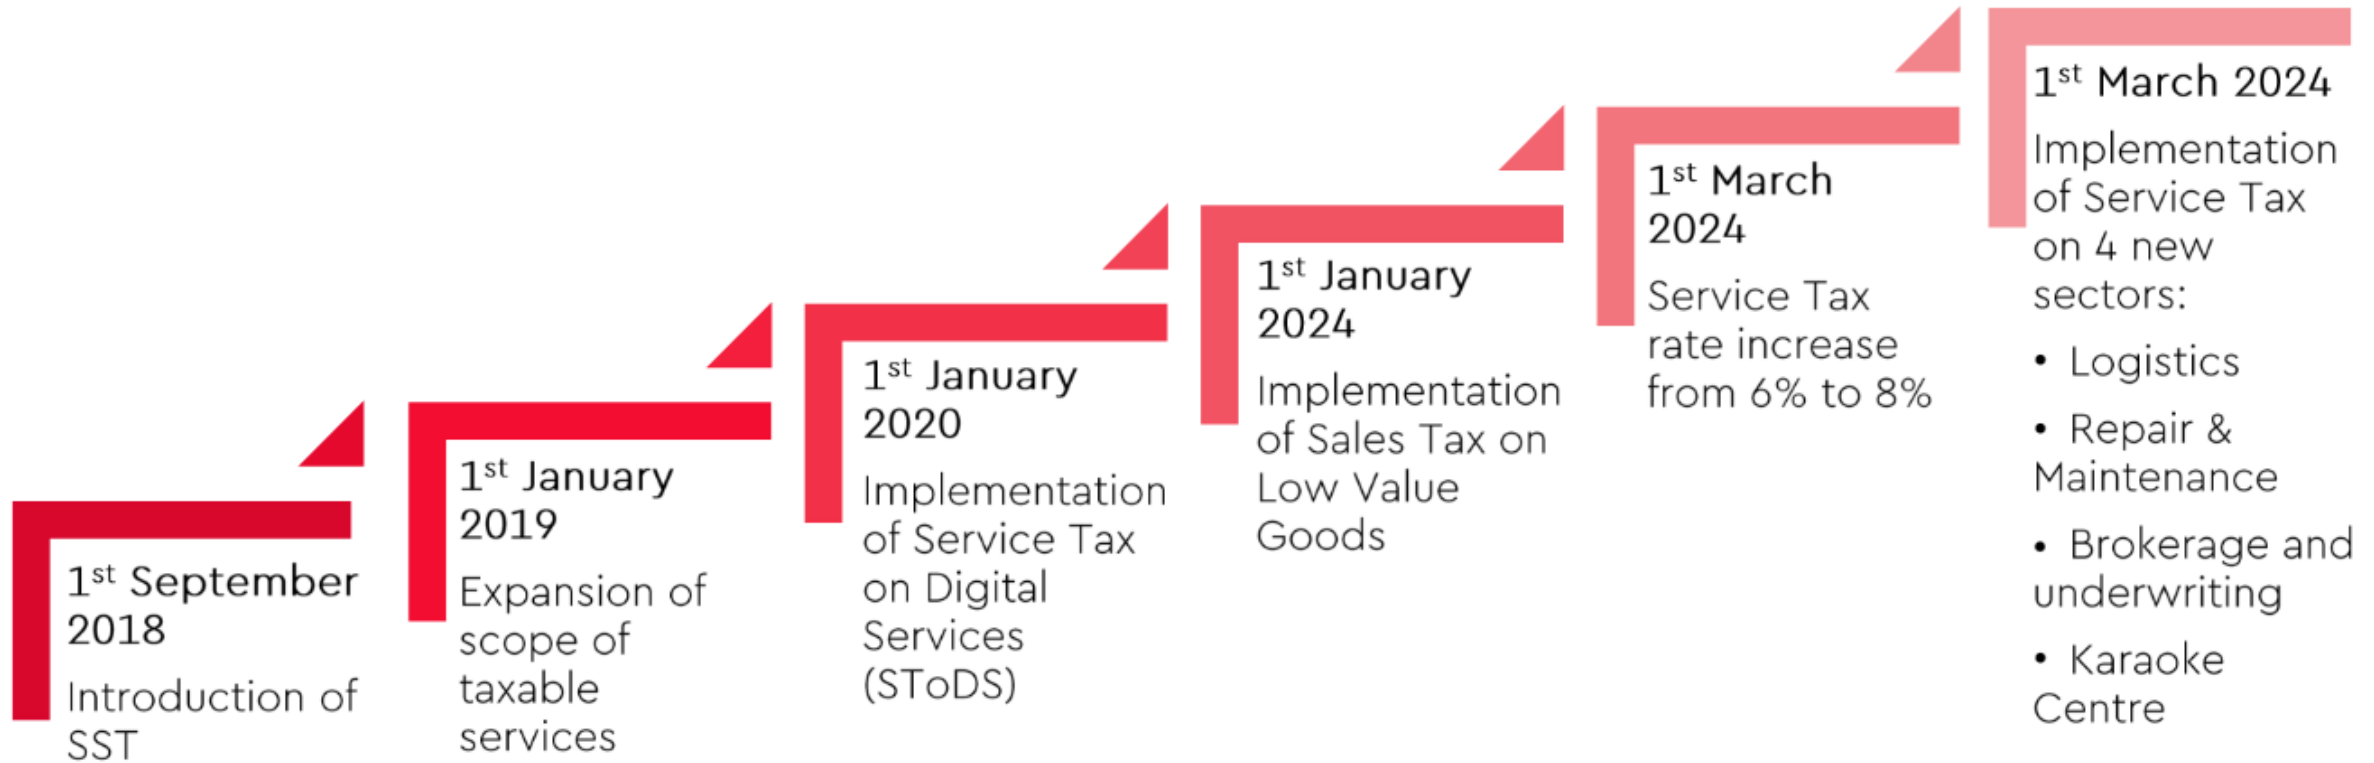 1st September
2018
Introduction of
SST
1st January
2019
Expansion of
scope of
taxable
services
1st January
2020
Implementation
of Service Tax
on Digital
Services
(SToDS)
1st January
2024
Implementation
of Sales Tax on
Low Value
Goods
1st March
2024
Service Tax
rate increase
from 6% to 8%
1st March 2024
Implementation
of Service Tax
on 4 new
sectors:
• Logistics
• Repair &
Maintenance
• Brokerage and
underwriting
• Karaoke
Centre